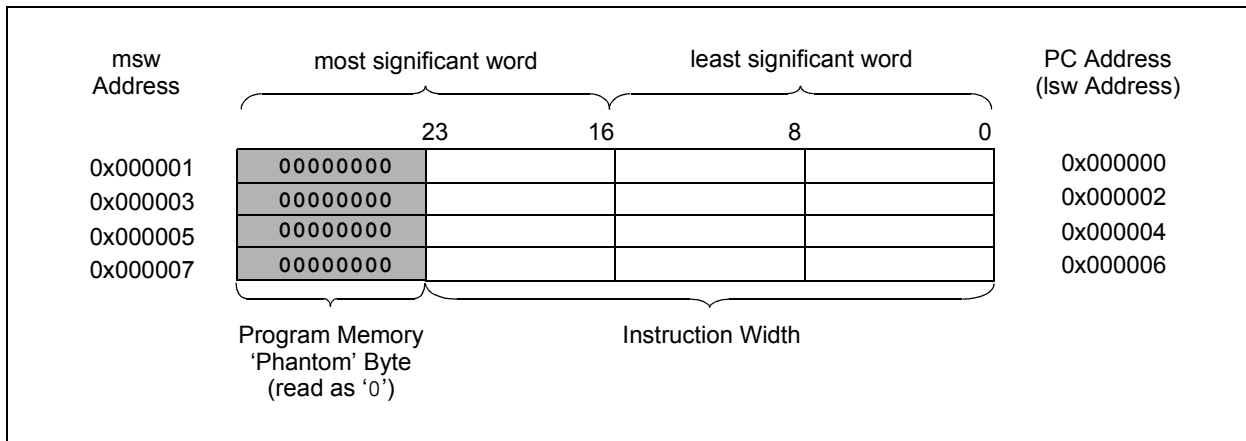 msw
Address
most significant word
least significant word
PC Address
(lsw Address)
23
16
8
0
0x000001
00000000
0x000000
0x000003
00000000
0x000002
0x000005
00000000
0x000004
0x000007
00000000
0x000006
Program Memory
‘Phantom’ Byte
(read as ‘0’)
Instruction Width